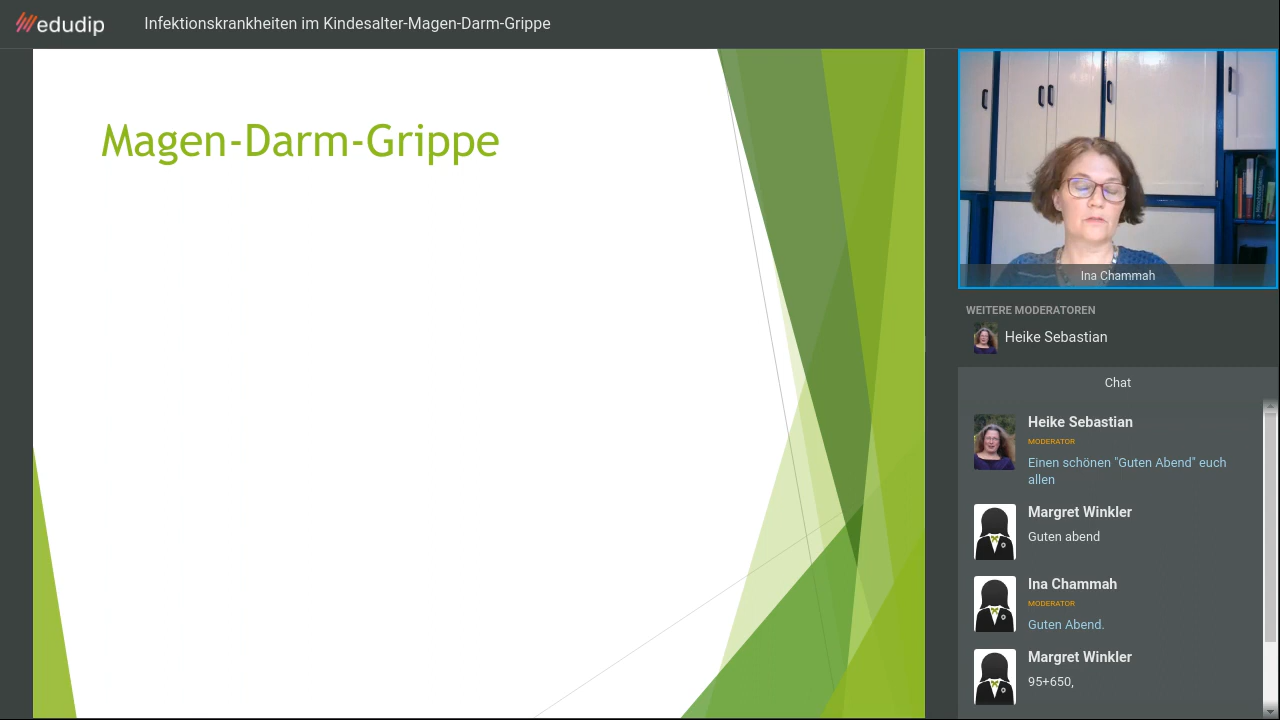 edudip
Infektionskrankheiten im Kindesalter-Magen-Darm-Grippe
Magen-Darm-Grippe
Ina Chammah
WEITERE MODERATOREN
Heike Sebastian
Chat
Heike Sebastian
MODERATOR
Einen schönen "Guten Abend" euch
allen
Margret Winkler
Guten abend
Ina Chammah
MODERATOR
Guten Abend.
Margret Winkler
95+650,